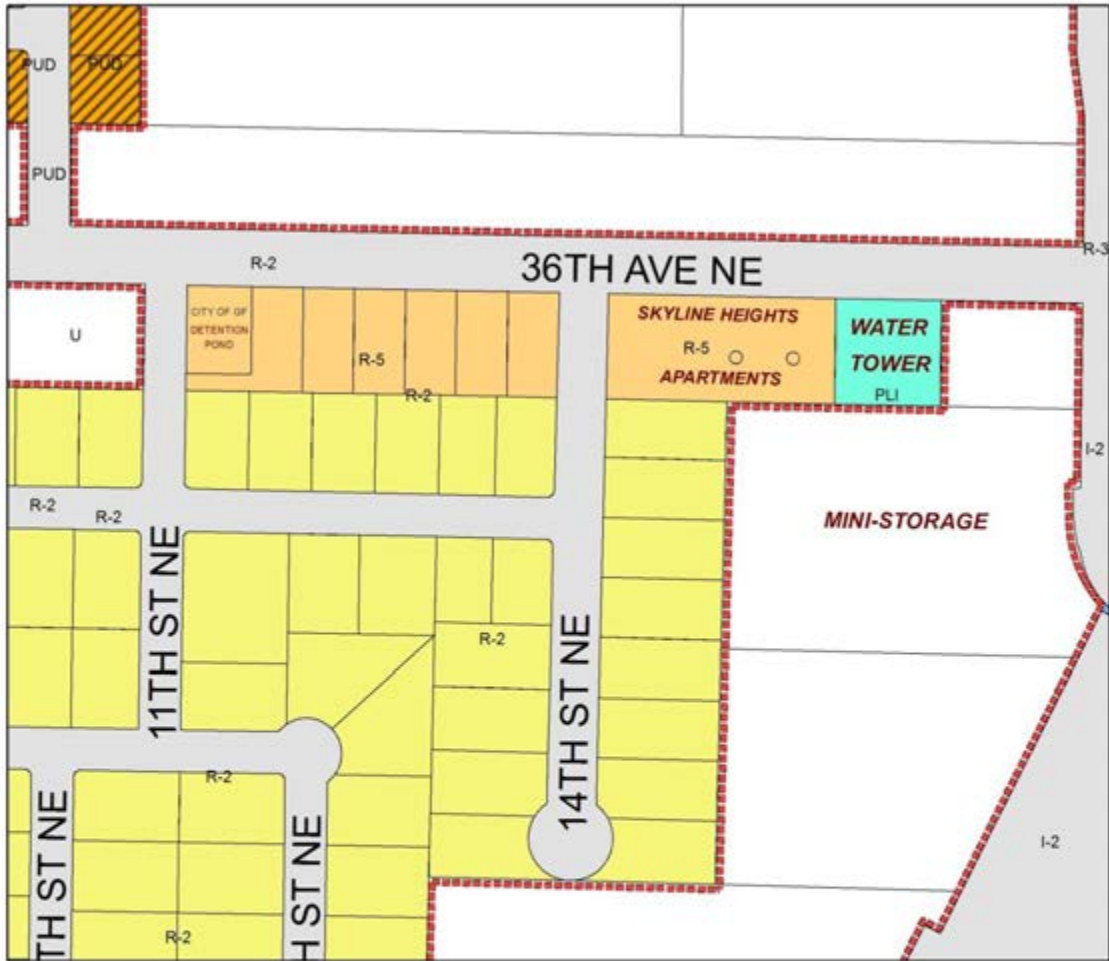 PUD
PUD
PUD
R-2
36TH AVE NE
R-3
CITY OF GF
DETENTION
POND
SKYLINE HEIGHTS
R-5
APARTMENTS
WATER
TOWER
PLI
U
R-5
R-2
I-2
R-2
R-2
MINI-STORAGE
11TH ST NE
R-2
14TH ST NE
R-2
TH ST NE
H ST NE
I-2
R-2